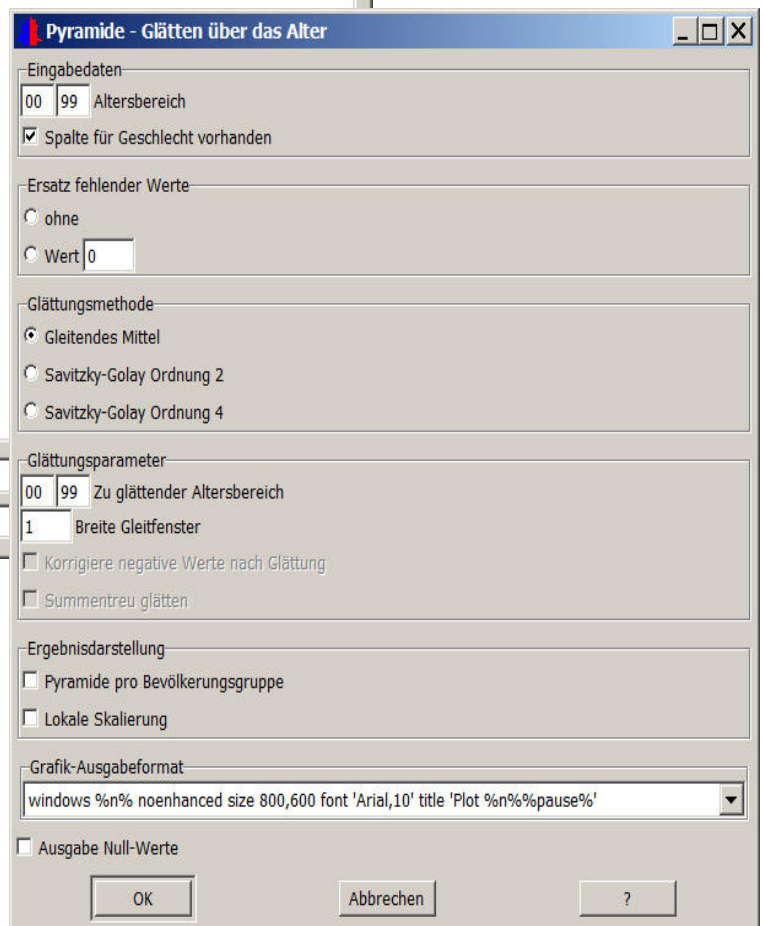 Pyramide - Glätten über das Alter
Eingabedaten
00 99 Altersbereich
Spalte für Geschlecht vorhanden
Ersatz fehlender Werte
ohne
Wert 0
Glättungsmethode
Gleitendes Mittel
Savitzky-Golay Ordnung 2
Savitzky-Golay Ordnung 4
Glättungsparameter
00 99 Zu glättender Altersbereich
1 Breite Gleitfenster
Korrigiere negative Werte nach Glättung
Summentreu glätten
Ergebnisdarstellung
Pyramide pro Bevölkerungsgruppe
Lokale Skalierung
Grafik-Ausgabeformat
windows %n% noenhanced size 800,600 font 'Arial,10' title 'Plot %n%%pause%'
Ausgabe Null-Werte
OK Abbrechen ?